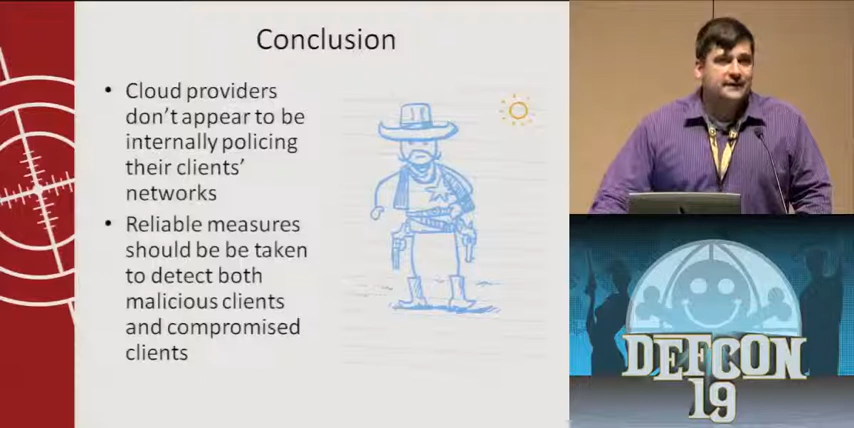 Conclusion
• Cloud providers
don't appear to be
internally policing
their clients'
networks
• Reliable measures
should be be taken
to detect both
malicious clients
and compromised
clients
DEFCON
19